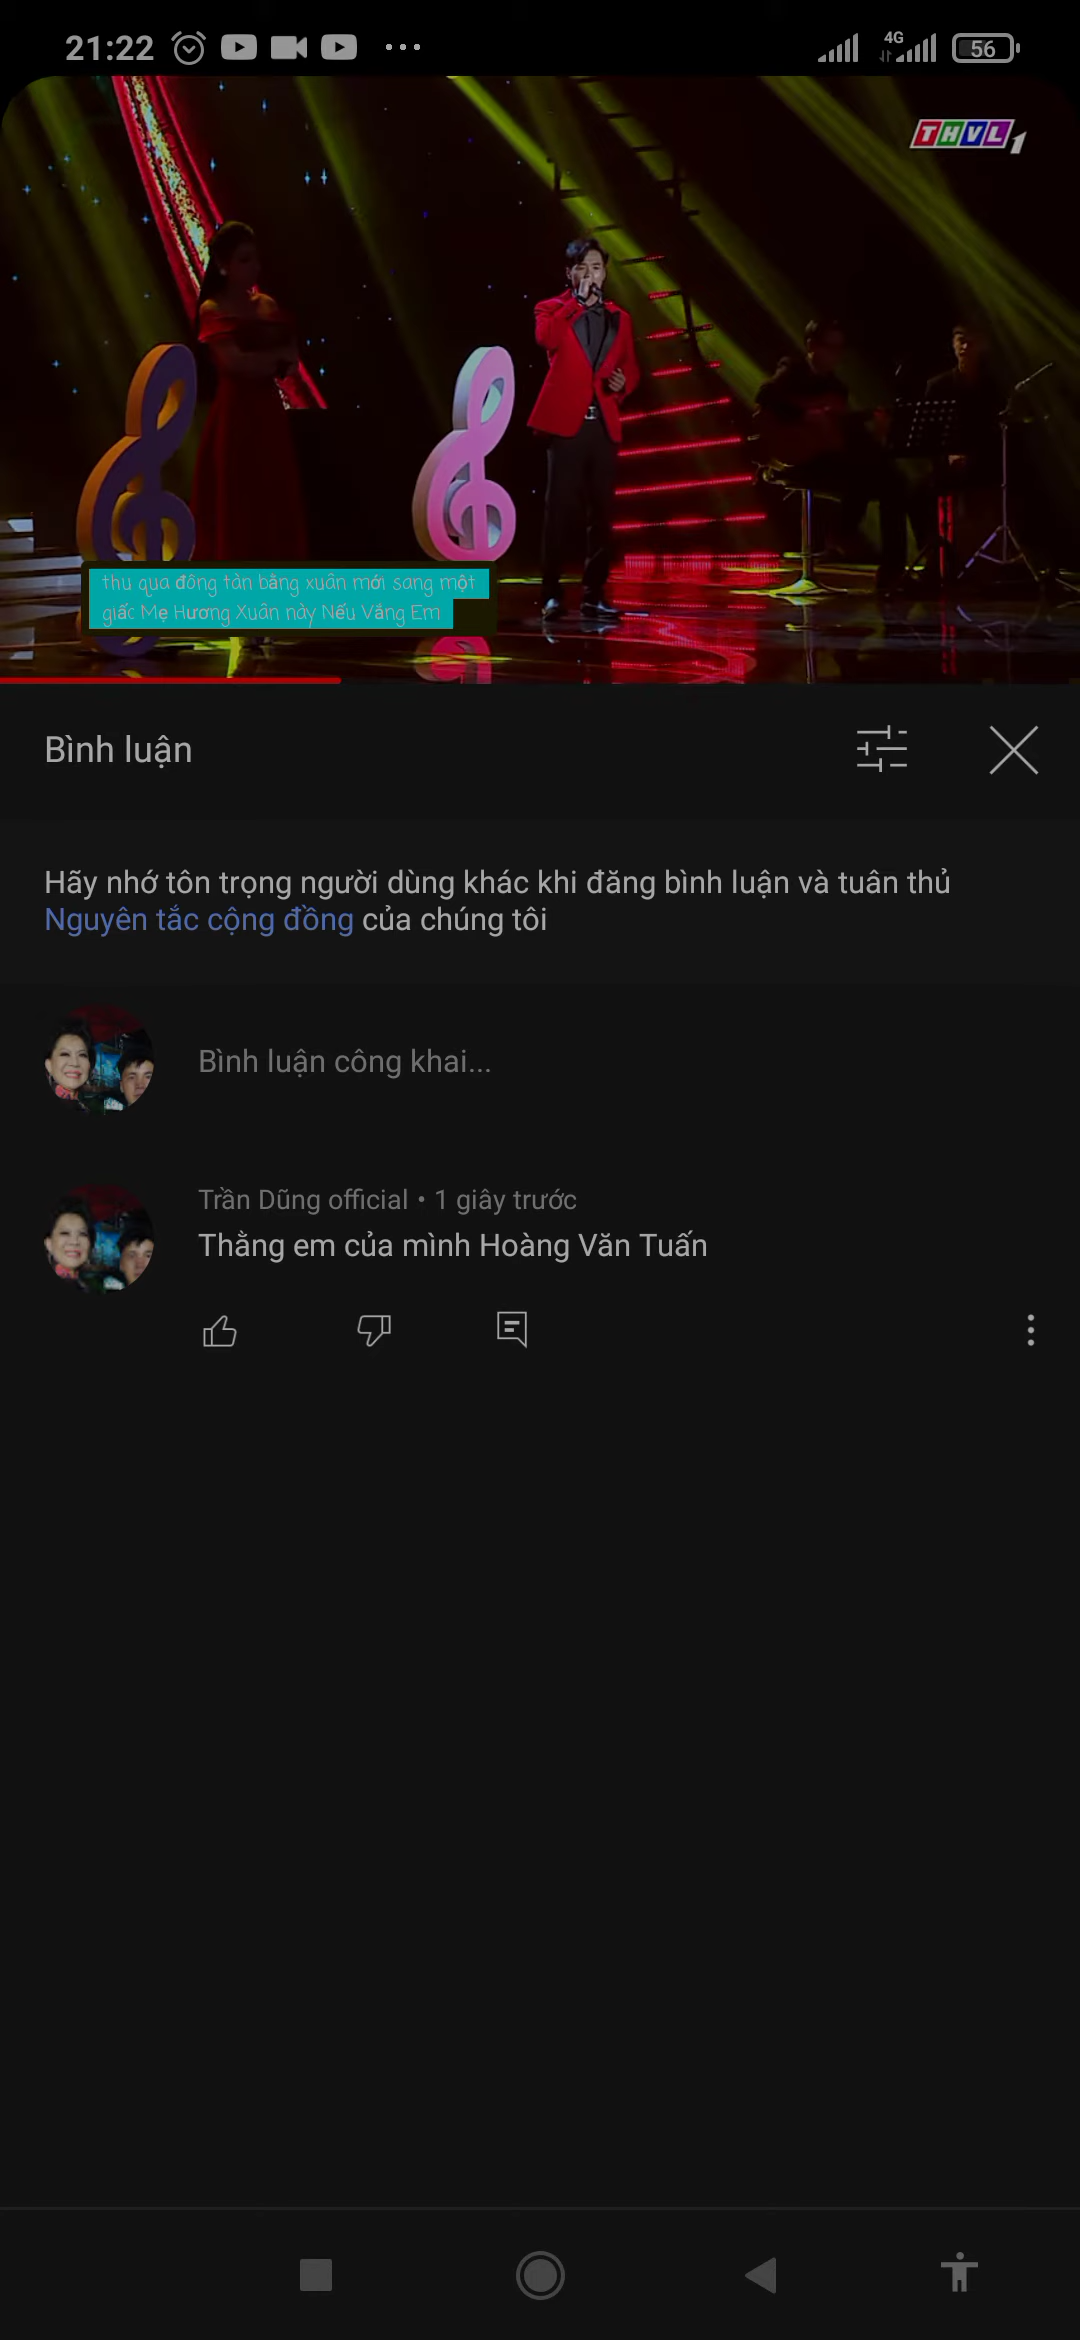 21:22
4G
56
THVL1
thu qua đông tàn bằng xuân mới sang một
giấc Mẹ Hương Xuân này Nếu Vắng Em
Bình luận
Hãy nhớ tôn trọng người dùng khác khi đăng bình luận và tuân thủ
Nguyên tắc cộng đồng của chúng tôi
Bình luận công khai...
Trần Dũng official • 1 giây trước
Thằng em của mình Hoàng Văn Tuấn